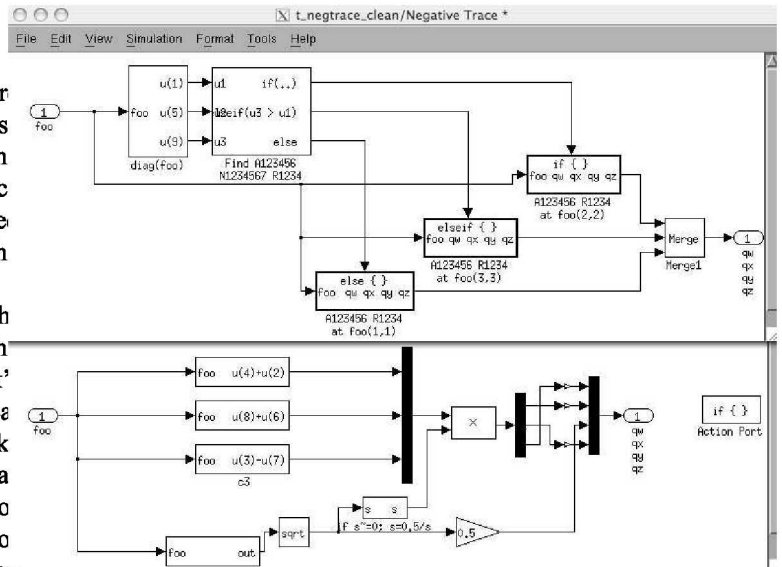 t_negtrace_clean/Negative Trace *
File Edit View Simulation Format Tools Help
1
foo
foo
u(1)
u(5)
u(9)
diag(foo)
u1
if(..)
elseif(u3 > u1)
u3
else
Find A123456
N1234567 R1234
if { }
foo qw qx qy qz
A123456 R1234
at foo(2,2)
elseif { }
foo qw qx qy qz
A123456 R1234
at foo(3,3)
else { }
foo qw qx qy qz
A123456 R1234
at foo(1,1)
Merge
Merge1
1
qw
qx
qy
qz
1
foo
foo u(4)+u(2)
foo u(8)+u(6)
foo u(3)-u(7)
c3
foo out
sqrt
s s
if s~=0; s=0.5/s
0.5
×
1
qw
qx
qy
qz
if { }
Action Port